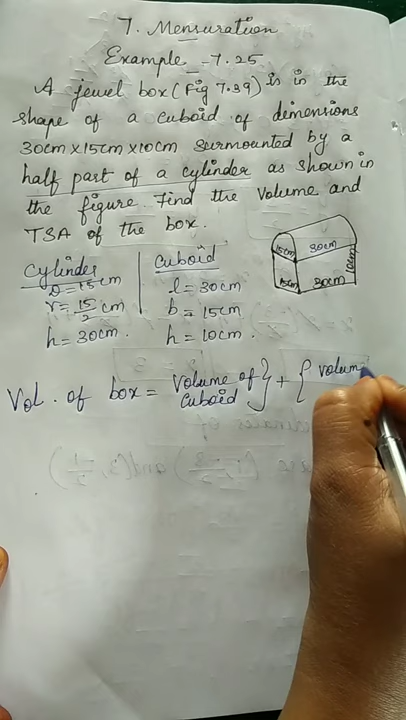 7. Mensuration
Example - 7.25
A jewel box (Fig 7.39) is in the
shape of a cuboid of dimensions
30cm x 15cm x 10cm surmounted by a
half part of a cylinder as shown in
the figure. Find the Volume and
TSA of the box.
15cm 30cm 10cm
15cm 30cm
Cylinder
D = 15cm
r = 15/2 cm
h = 30cm.
Cuboid
l = 30cm
b = 15cm
h = 10cm.
Vol. of box = Volume of cuboid } + { volum